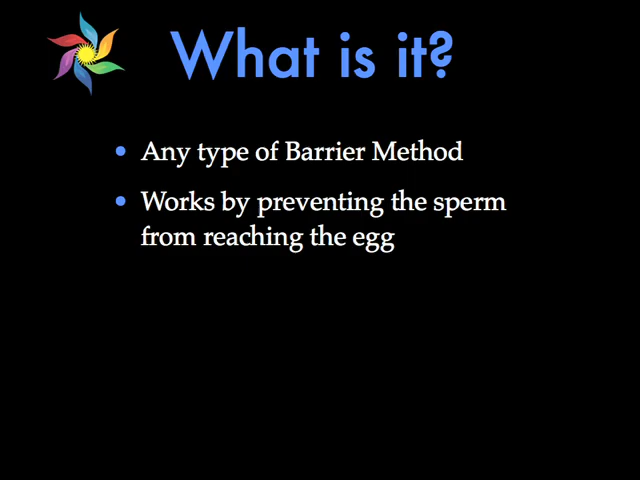 What is it?
• Any type of Barrier Method
• Works by preventing the sperm
from reaching the egg